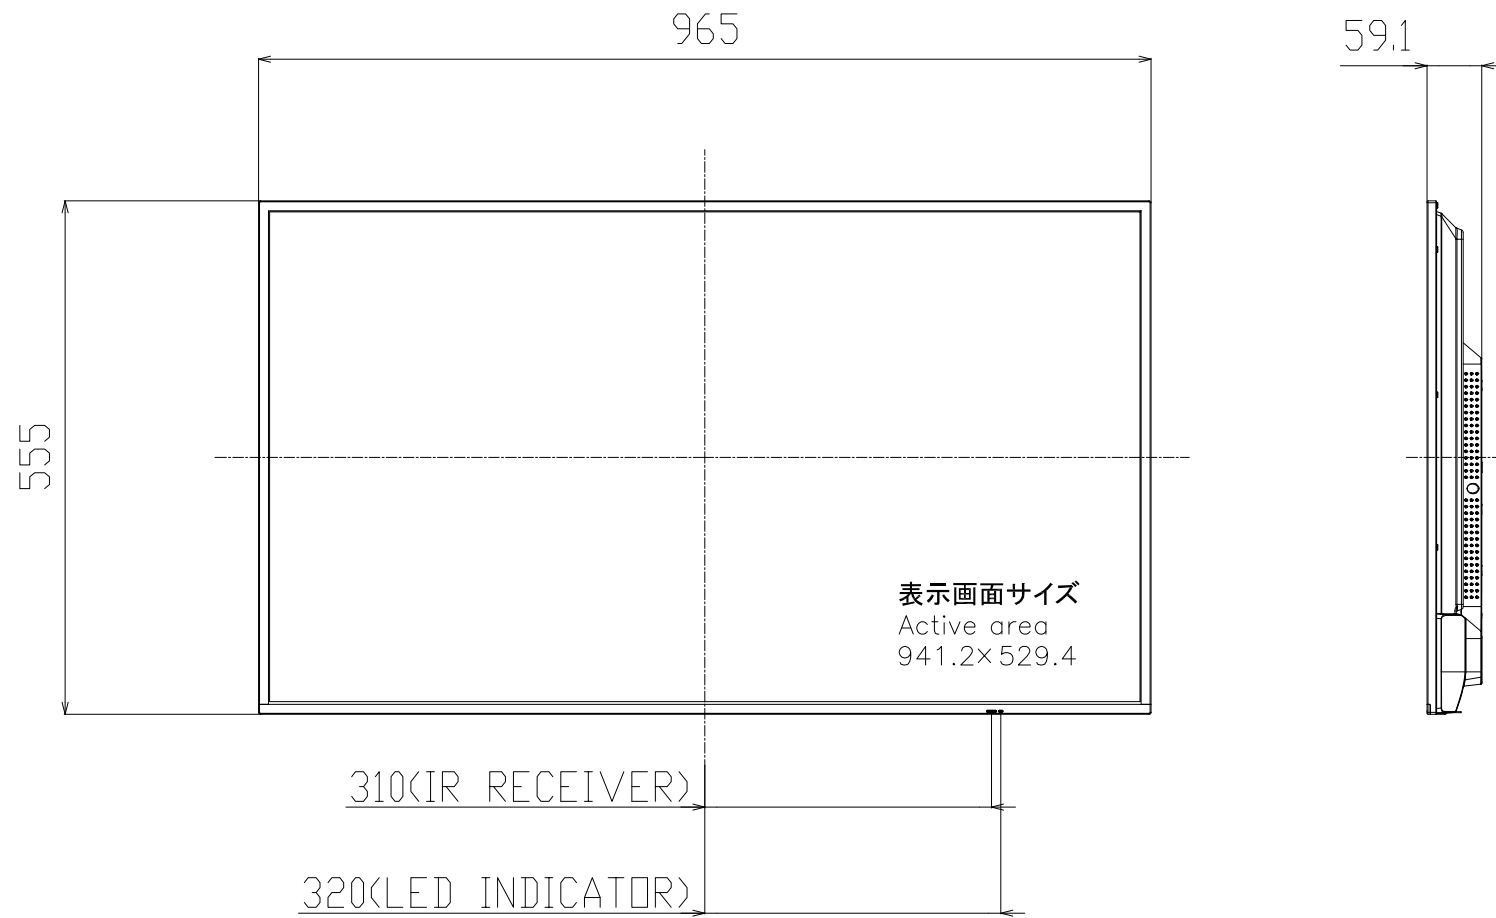 965
59.1
555
表示画面サイズ
Active area
941.2×529.4
310(IR RECEIVER)
320(LED INDICATOR)